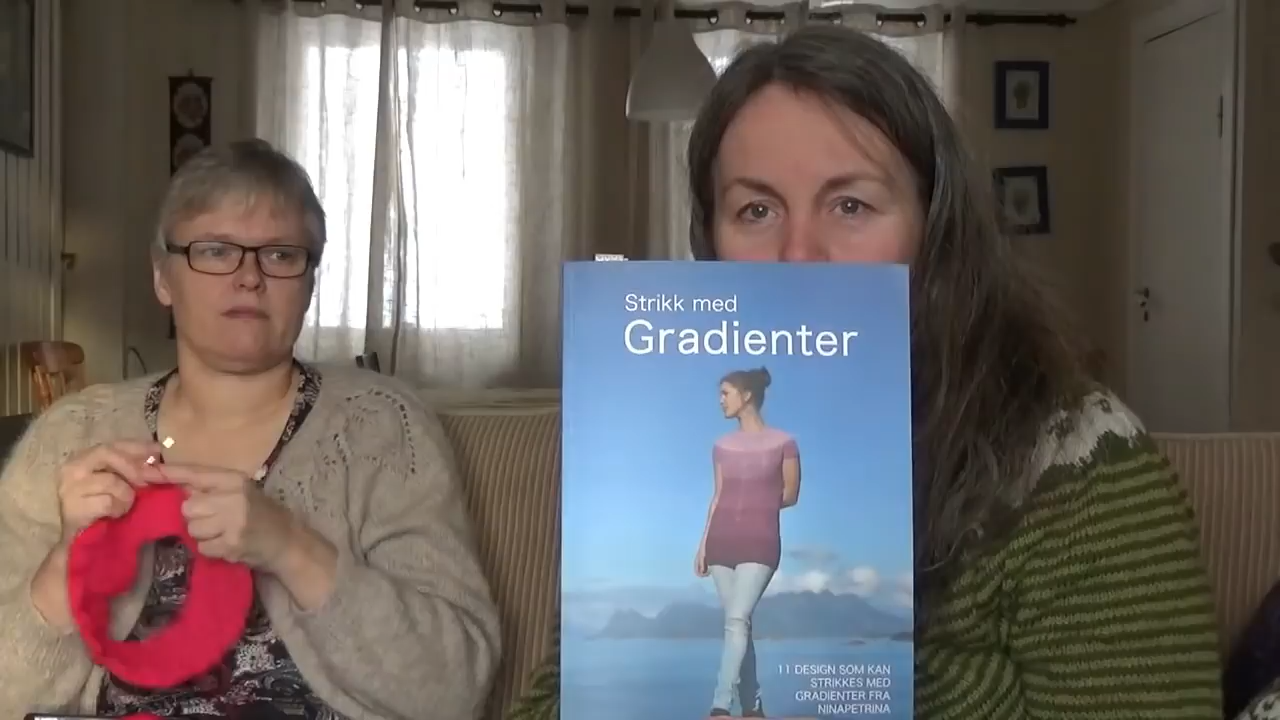 Strikk med
Gradienter
11 DESIGN SOM KAN
STRIKKES MED
GRADIENTER FRA
NINAPETRINA